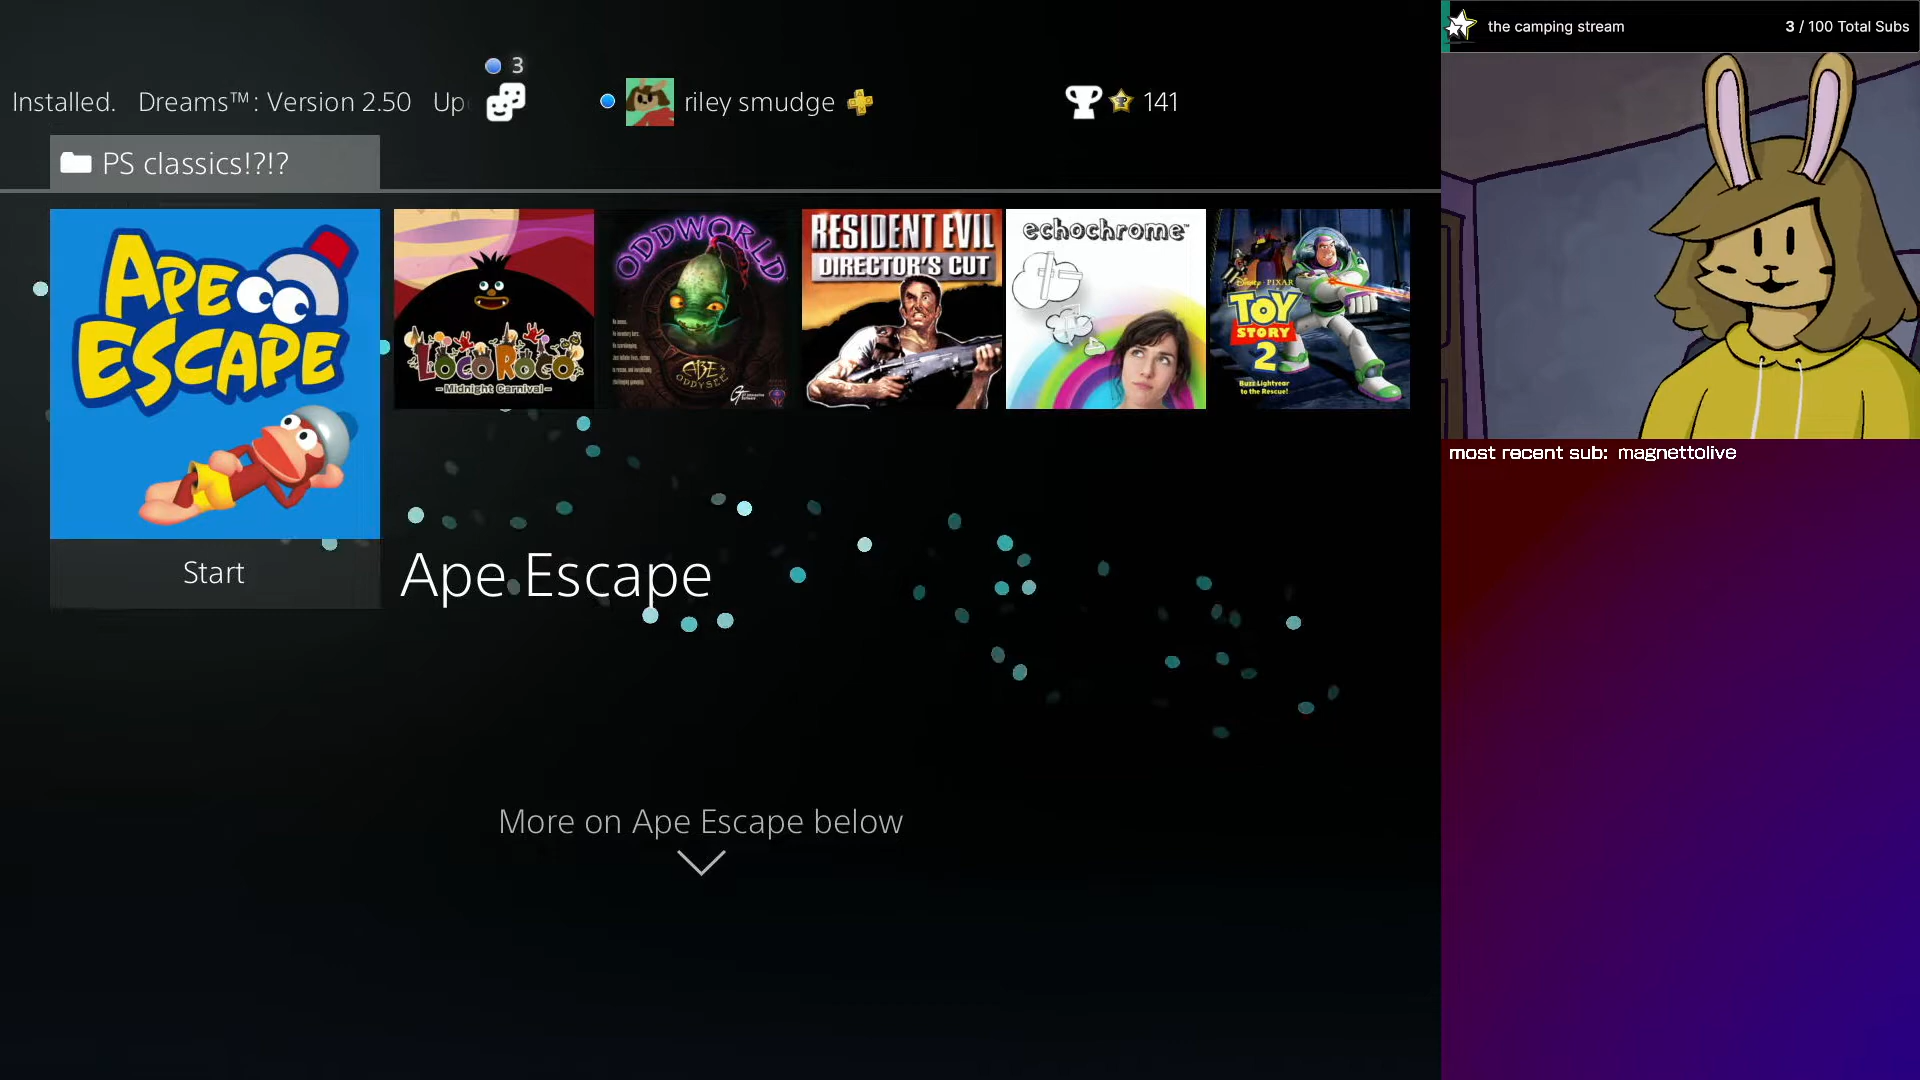 the camping stream
3 / 100 Total Subs
3
Installed. Dreams™: Version 2.50 Up
riley smudge
141
PS classics!?!?
APE ESCAPE
LOCOROCO
-Midnight Carnival-
ODDWORLD
ABE
ODDYSEE
RESIDENT EVIL
DIRECTOR'S CUT
echochrome™
Disney·PIXAR
TOY STORY 2
Buzz Lightyear
to the Rescue!
most recent sub: magnettolive
Start
Ape Escape
More on Ape Escape below